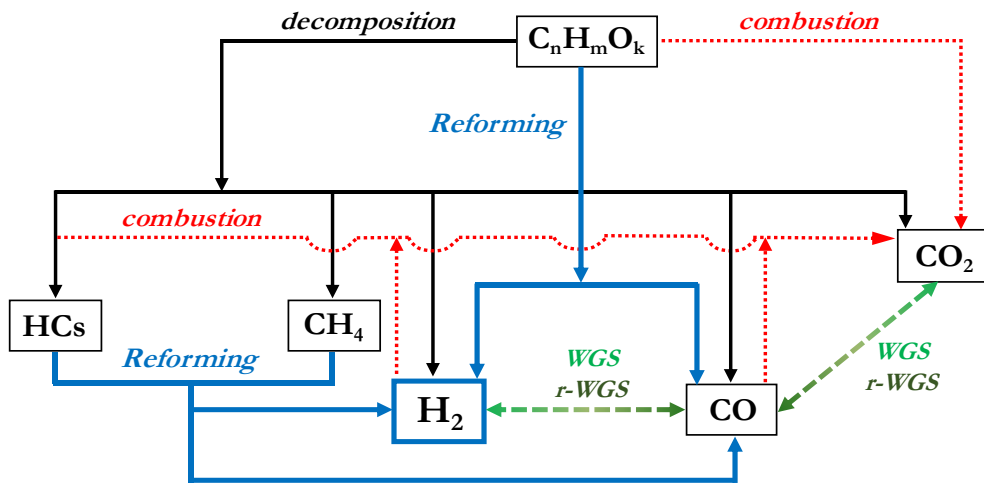 decomposition
CₙHₘOₖ
combustion
Reforming
combustion
CO₂
HCs
CH₄
Reforming
WGS
r-WGS
WGS
r-WGS
H₂
CO